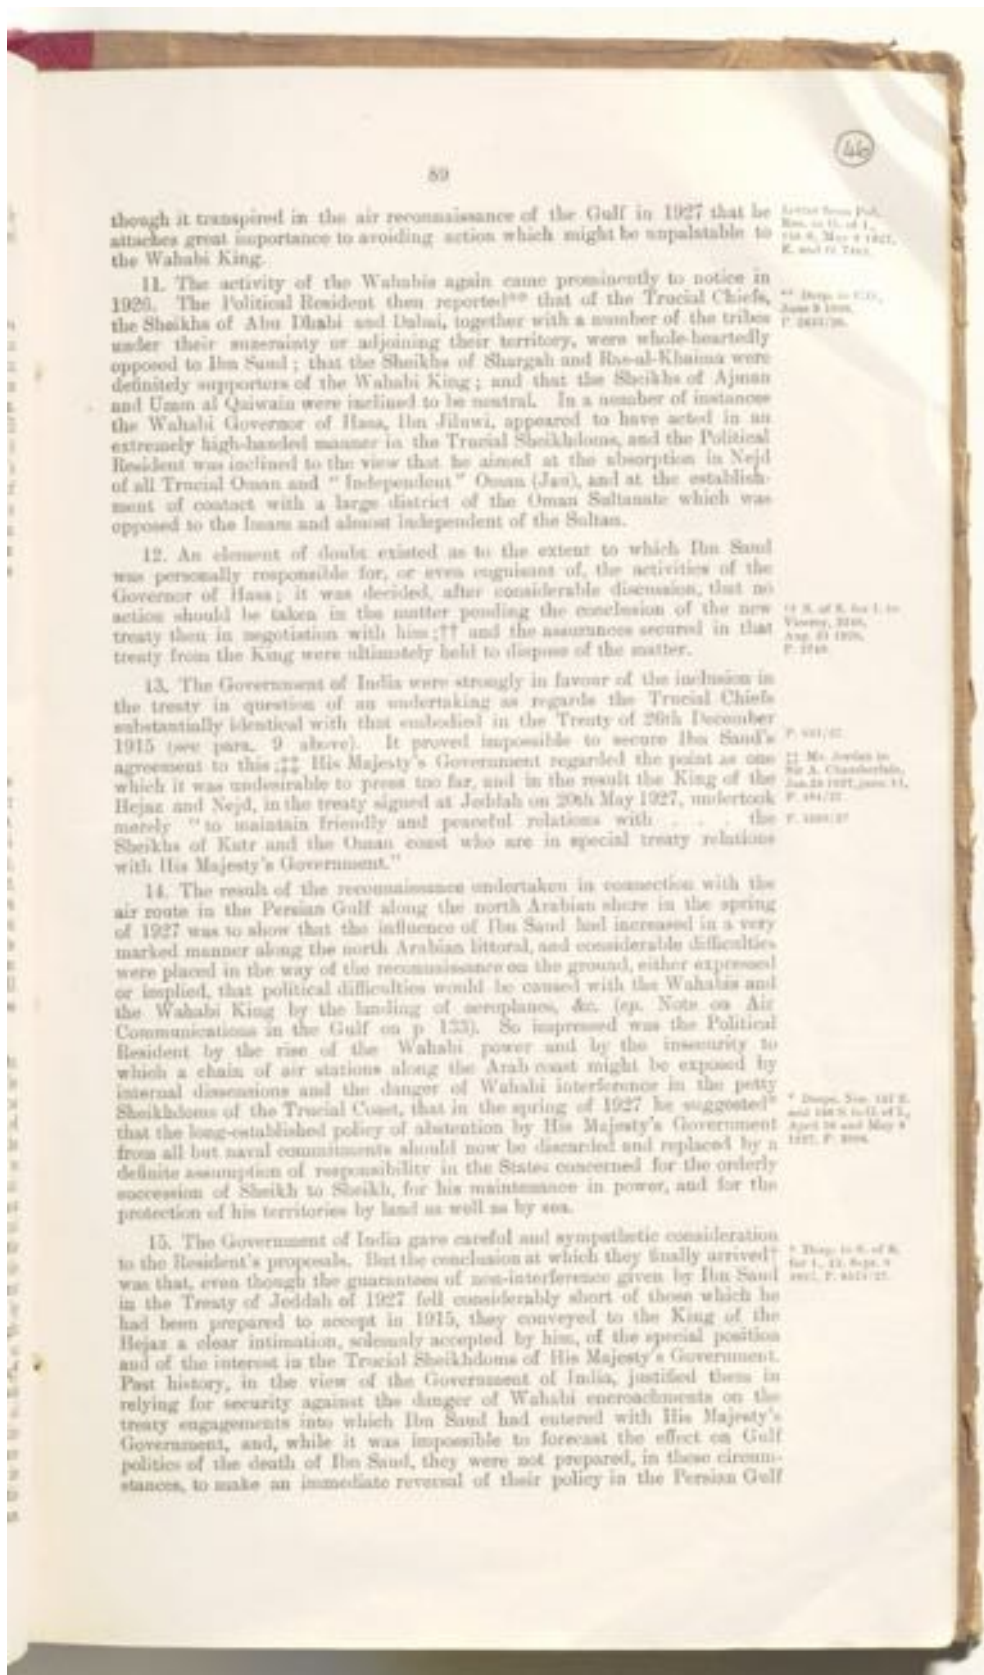 46
89
though it transpired in the air reconnaissance of the Gulf in 1927 that he
attaches great importance to avoiding action which might be unpalatable to
the Wahabi King.
Letter from Pol.
Res. to G. of I.,
11. The activity of the Wahabis again came prominently to notice in
1926. The Political Resident then reported** that of the Trucial Chiefs,
the Sheikhs of Abu Dhabi and Dabai, together with a number of the tribes
under their suzerainty or adjoining their territory, were whole-heartedly
opposed to Ibn Saud; that the Sheikhs of Shargah and Ras-al-Khaima were
definitely supporters of the Wahabi King; and that the Sheikhs of Ajman
and Umm al Qaiwain were inclined to be neutral. In a number of instances
the Wahabi Governor of Hasa, Ibn Jiluwi, appeared to have acted in an
extremely high-handed manner in the Trucial Sheikhdoms, and the Political
Resident was inclined to the view that he aimed at the absorption in Nejd
of all Trucial Oman and "Independent" Oman (Jau), and at the establish-
ment of contact with a large district of the Oman Sultanate which was
opposed to the Imam and almost independent of the Sultan.
** Desp. to C.O.,
12. An element of doubt existed as to the extent to which Ibn Saud
was personally responsible for, or even cognisant of, the activities of the
Governor of Hasa; it was decided, after considerable discussion, that no
action should be taken in the matter pending the conclusion of the new
treaty then in negotiation with him;†† and the assurances secured in that
treaty from the King were ultimately held to dispose of the matter.
†† S. of S. for I. to
Viceroy,
13. The Government of India were strongly in favour of the inclusion in
the treaty in question of an undertaking as regards the Trucial Chiefs
substantially identical with that embodied in the Treaty of 26th December
1915 (see para. 9 above). It proved impossible to secure Ibn Saud's
agreement to this;‡‡ His Majesty's Government regarded the point as one
which it was undesirable to press too far, and in the result the King of the
Hejaz and Nejd, in the treaty signed at Jeddah on 20th May 1927, undertook
merely "to maintain friendly and peaceful relations with . . . the
Sheikhs of Katr and the Oman coast who are in special treaty relations
with His Majesty's Government."
‡‡ Mr. Jordan to
Sir A. Chamberlain,
14. The result of the reconnaissance undertaken in connection with the
air route in the Persian Gulf along the north Arabian shore in the spring
of 1927 was to show that the influence of Ibn Saud had increased in a very
marked manner along the north Arabian littoral, and considerable difficulties
were placed in the way of the reconnaissance on the ground, either expressed
or implied, that political difficulties would be caused with the Wahabis and
the Wahabi King by the landing of aeroplanes, &c. (cp. Note on Air
Communications in the Gulf on p 133). So impressed was the Political
Resident by the rise of the Wahabi power and by the insecurity to
which a chain of air stations along the Arab coast might be exposed by
internal dissensions and the danger of Wahabi interference in the petty
Sheikhdoms of the Trucial Coast, that in the spring of 1927 he suggested*
that the long-established policy of abstention by His Majesty's Government
from all but naval commitments should now be discarded and replaced by a
definite assumption of responsibility in the States concerned for the orderly
succession of Sheikh to Sheikh, for his maintenance in power, and for the
protection of his territories by land as well as by sea.
15. The Government of India gave careful and sympathetic consideration
to the Resident's proposals. But the conclusion at which they finally arrived†
was that, even though the guarantees of non-interference given by Ibn Saud
in the Treaty of Jeddah of 1927 fell considerably short of those which he
had been prepared to accept in 1915, they conveyed to the King of the
Hejaz a clear intimation, solemnly accepted by him, of the special position
and of the interest in the Trucial Sheikhdoms of His Majesty's Government.
Past history, in the view of the Government of India, justified them in
relying for security against the danger of Wahabi encroachments on the
treaty engagements into which Ibn Saud had entered with His Majesty's
Government, and, while it was impossible to forecast the effect on Gulf
politics of the death of Ibn Saud, they were not prepared, in these circum-
stances, to make an immediate reversal of their policy in the Persian Gulf